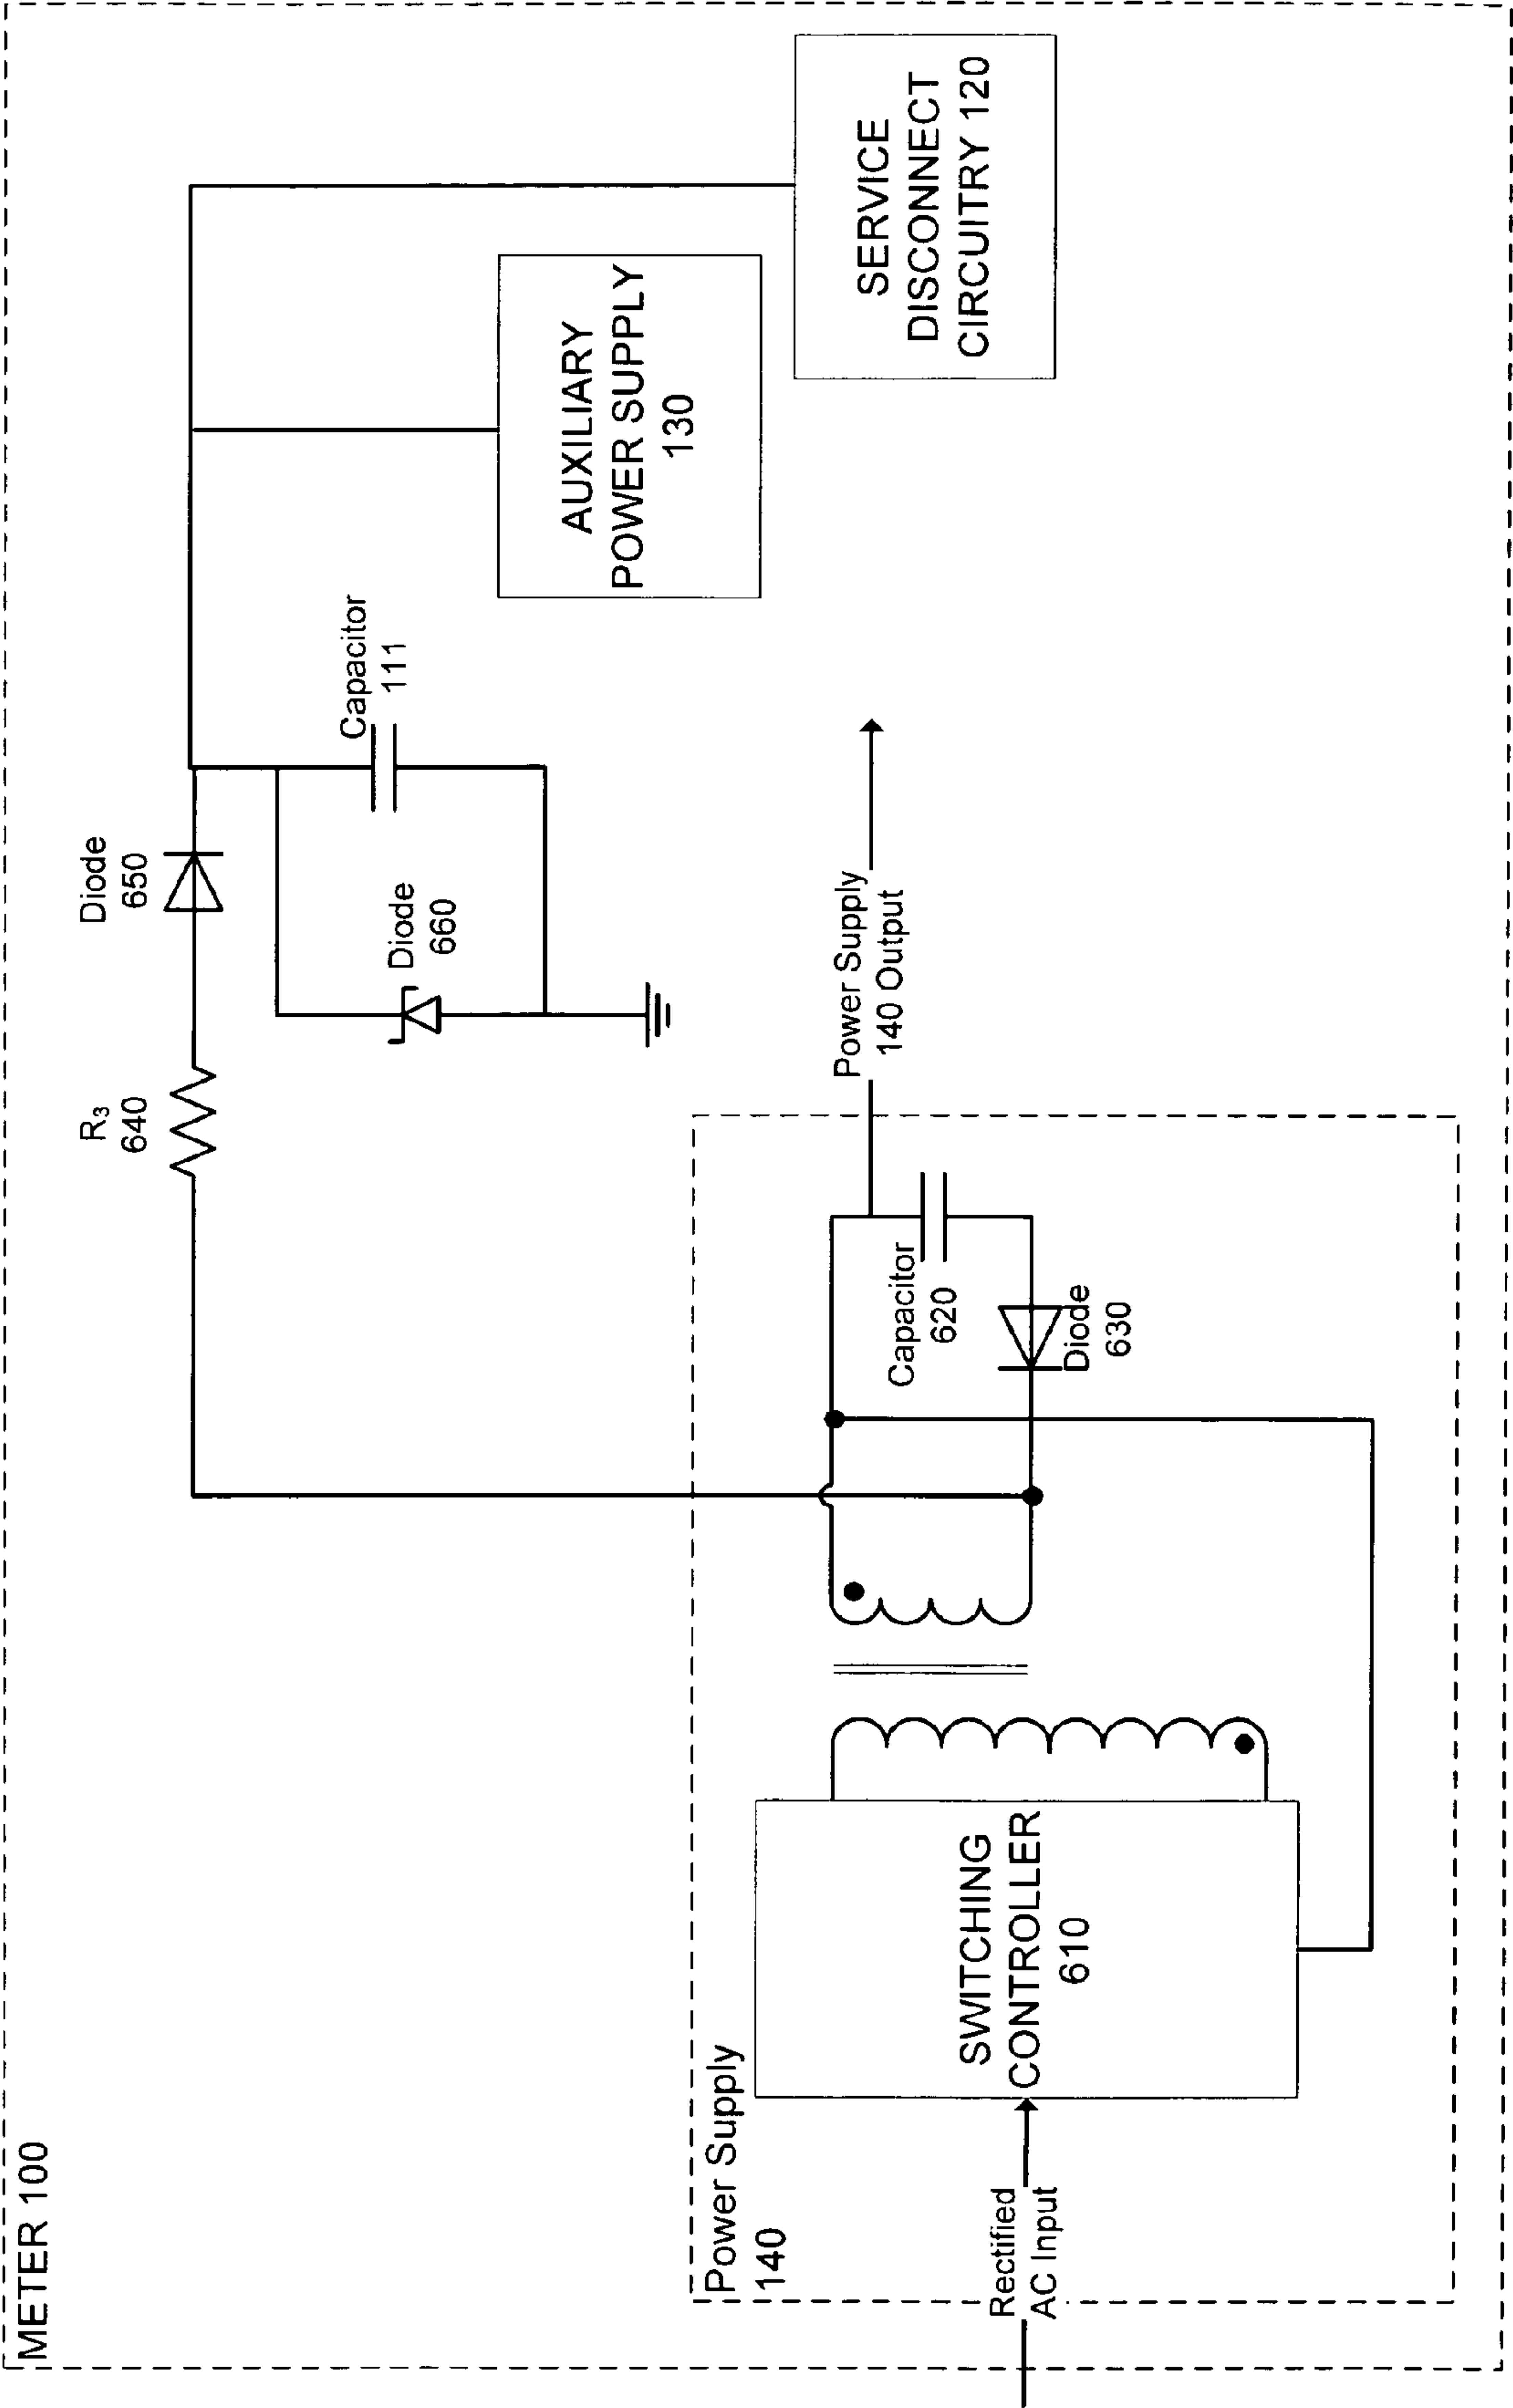 METER 100
R₃
640
Diode
650
Capacitor
111
Diode
660
AUXILIARY
POWER SUPPLY
130
SERVICE
DISCONNECT
CIRCUITRY 120
Power Supply
140
Rectified
AC Input
SWITCHING
CONTROLLER
610
Capacitor
620
Diode
630
Power Supply
140 Output